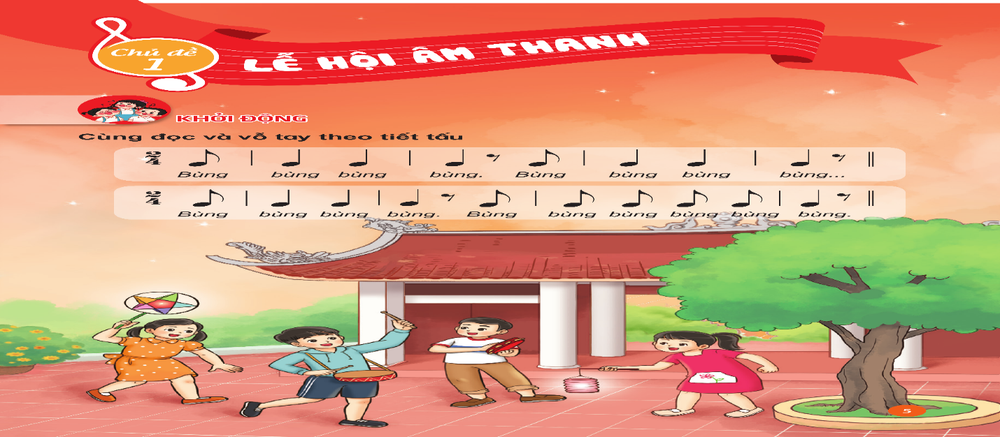 Chủ đề
1
LỄ HỘI ÂM THANH
KHỞI ĐỘNG
Cùng đọc và vỗ tay theo tiết tấu
2
4
Bùng bùng bùng bùng. Bùng bùng bùng bùng...
2
4
Bùng bùng bùng bùng. Bùng bùng bùng bùng bùng bùng.
5